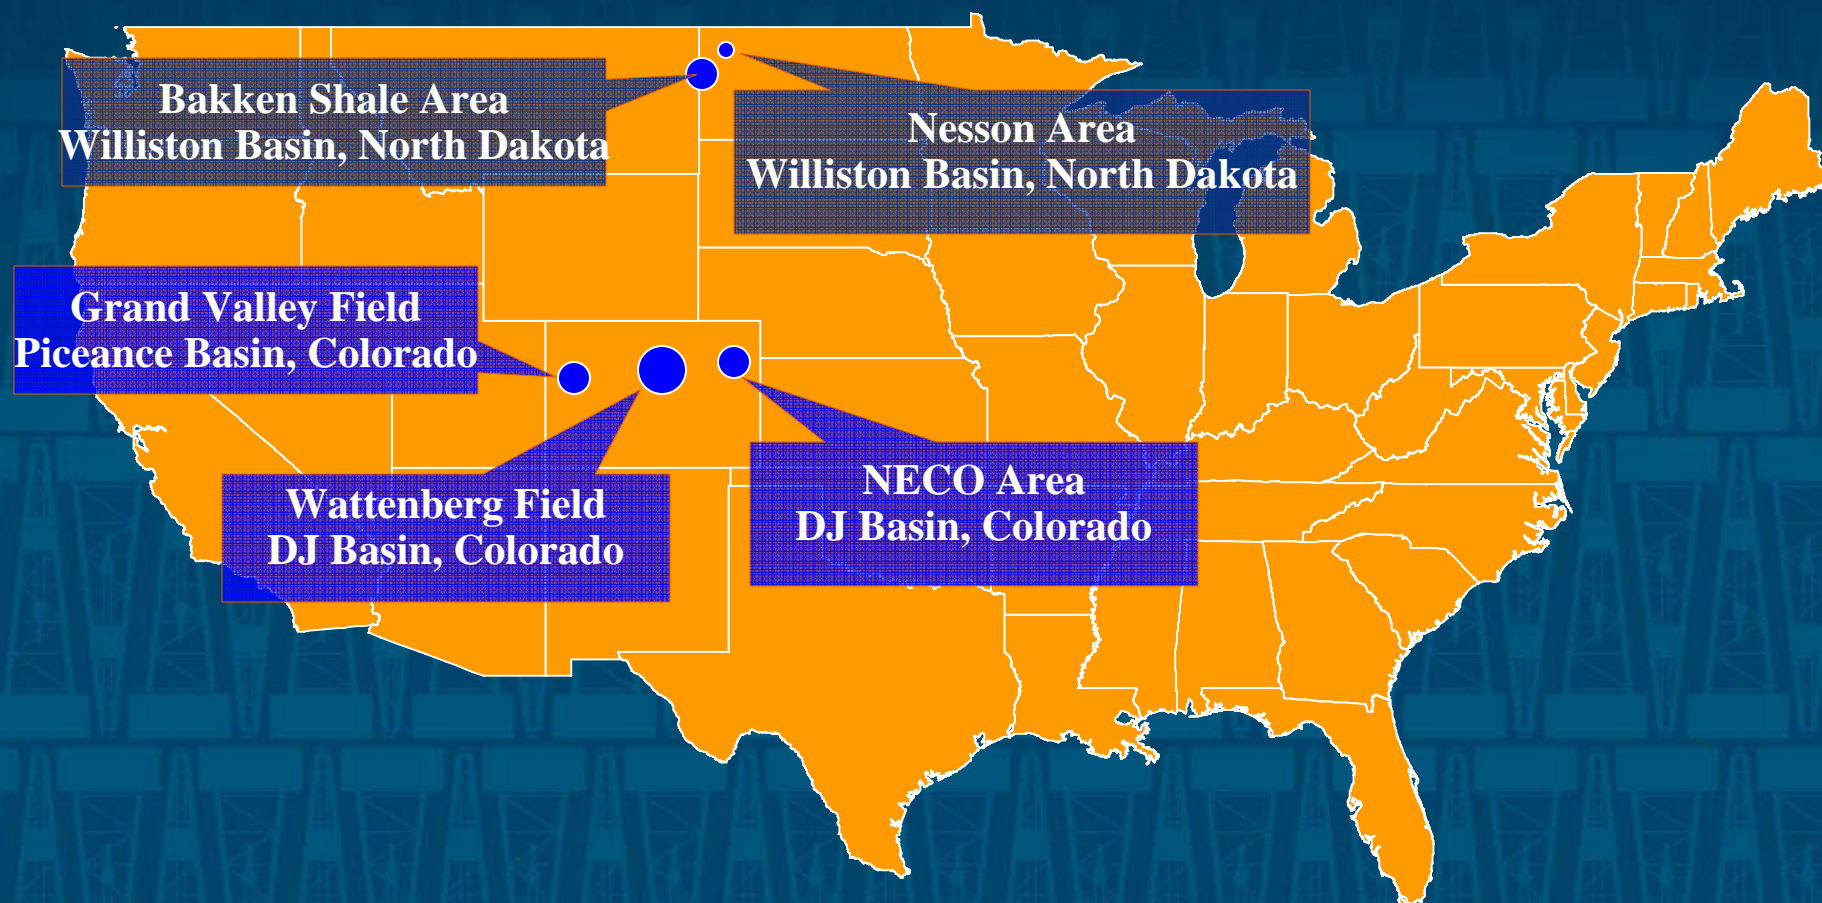 Bakken Shale Area
Williston Basin, North Dakota
Nesson Area
Williston Basin, North Dakota
Grand Valley Field
Piceance Basin, Colorado
Wattenberg Field
DJ Basin, Colorado
NECO Area
DJ Basin, Colorado